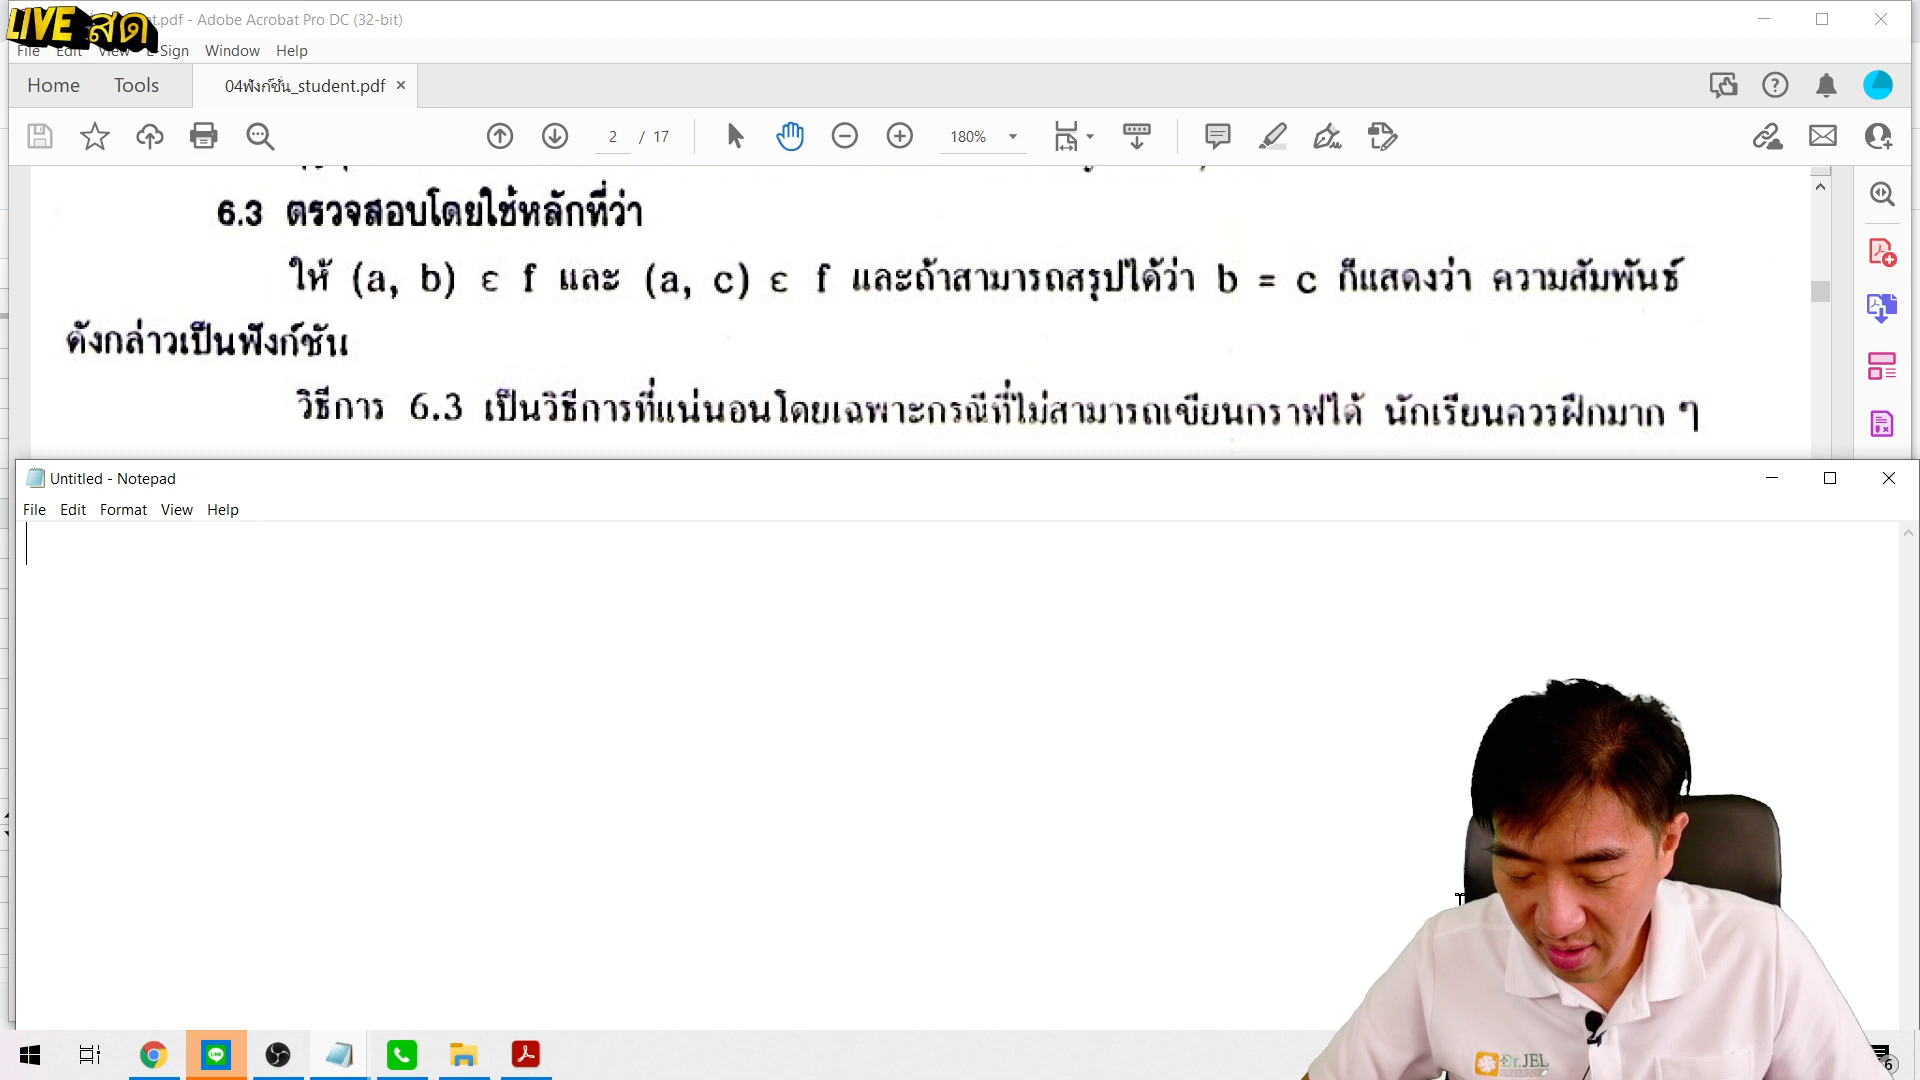 LIVE สด
t.pdf - Adobe Acrobat Pro DC (32-bit)
File Edit View E-Sign Window Help
Home Tools 04ฟังก์ชั่น_student.pdf
2 / 17 180%
6.3 ตรวจสอบโดยใช้หลักที่ว่า
ให้ (a, b) ε f และ (a, c) ε f และถ้าสามารถสรุปได้ว่า b = c ก็แสดงว่า ความสัมพันธ์
ดังกล่าวเป็นฟังก์ชัน
วิธีการ 6.3 เป็นวิธีการที่แน่นอนโดยเฉพาะกรณีที่ไม่สามารถเขียนกราฟได้ นักเรียนควรฝึกมาก ๆ
Untitled - Notepad
File Edit Format View Help
Dr.JEL
LINE
6